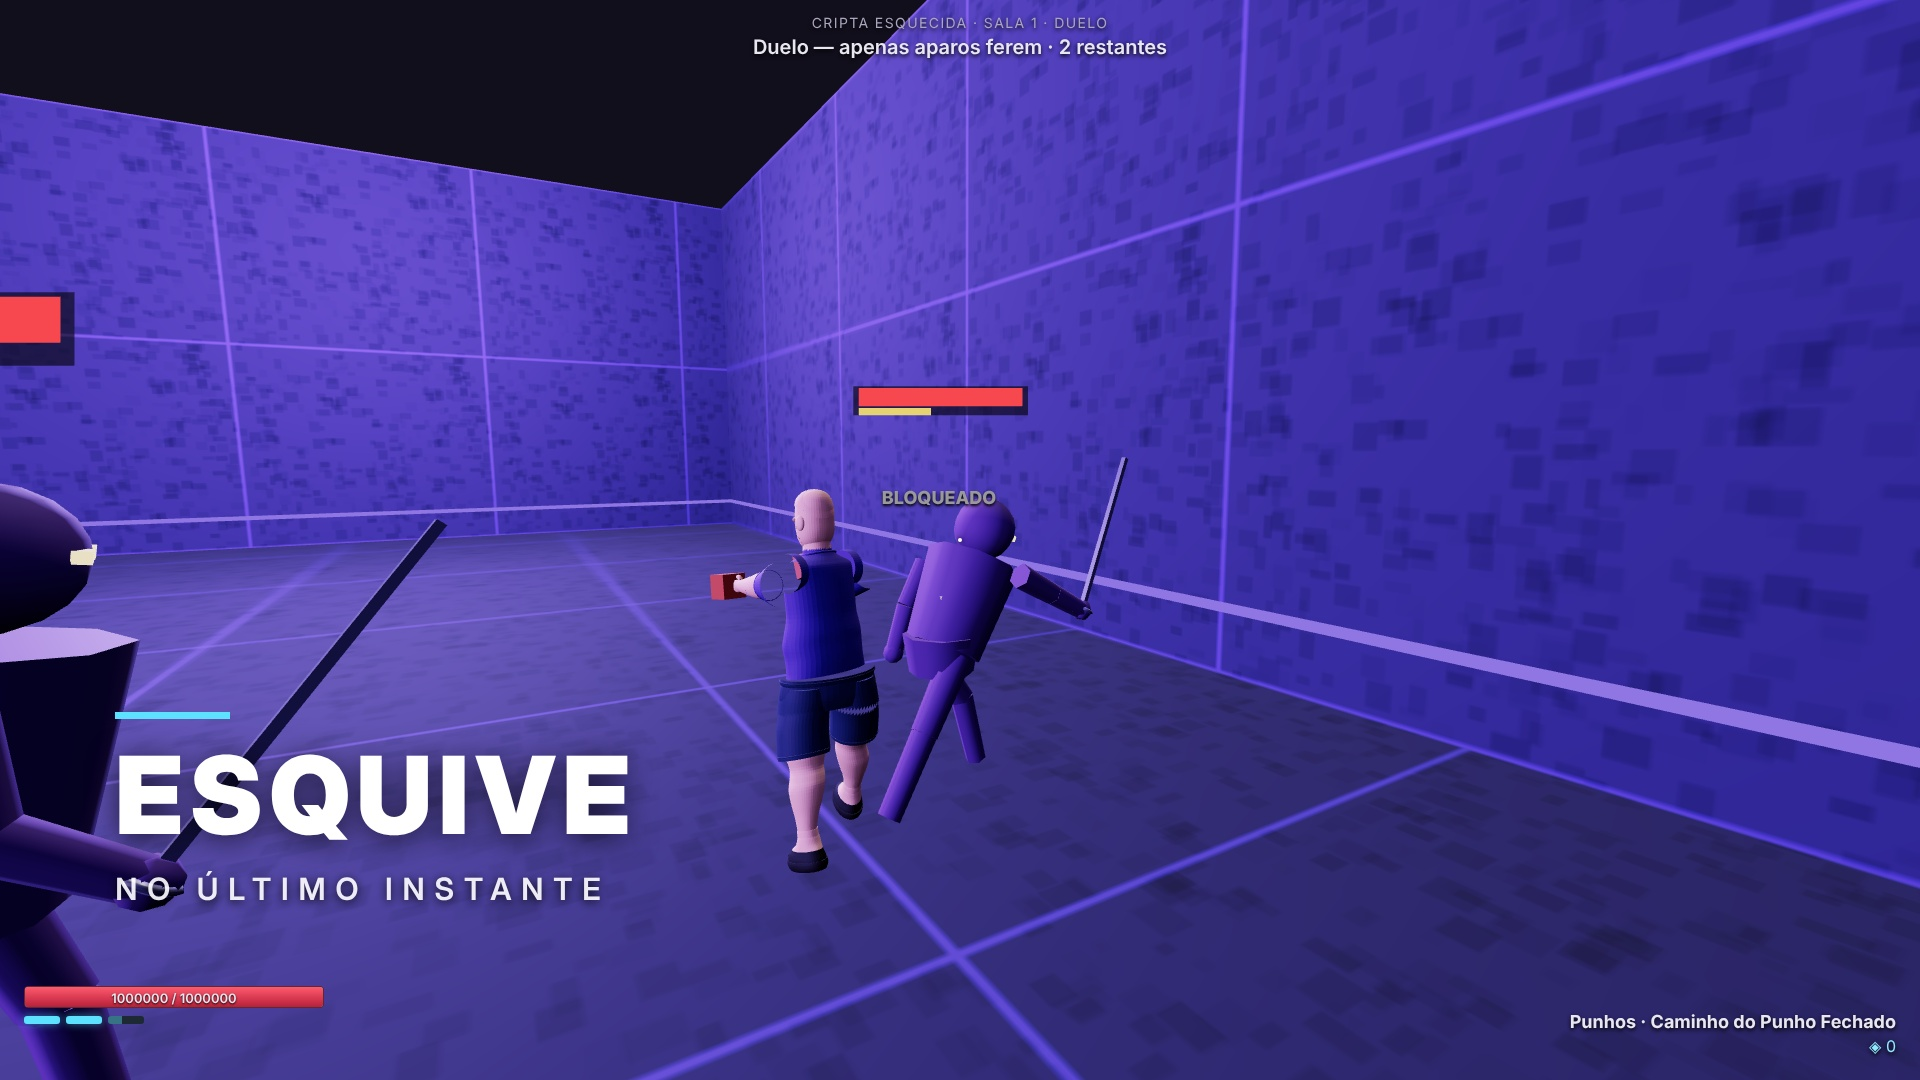 CRIPTA ESQUECIDA · SALA 1 · DUELO
Duelo — apenas aparos ferem · 2 restantes
BLOQUEADO
ESQUIVE
NO ÚLTIMO INSTANTE
1000000 / 1000000
Punhos · Caminho do Punho Fechado
◈ 0